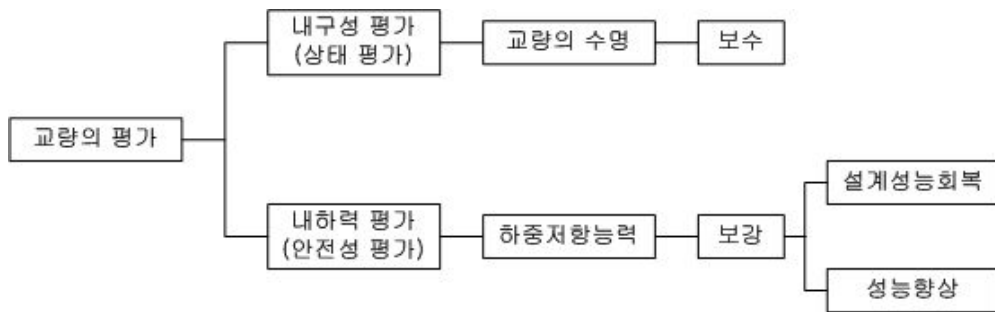 내구성 평가
(상태 평가)
교량의 수명
보수
교량의 평가
설계성능회복
내하력 평가
(안전성 평가)
하중저항능력
보강
성능향상